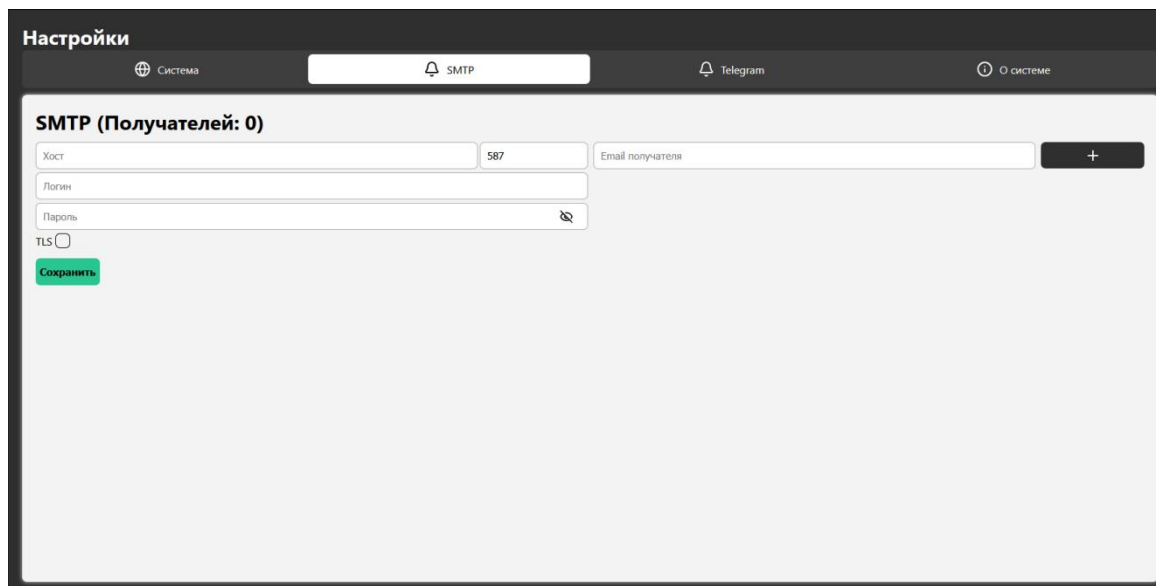 Настройки
Система SMTP Telegram О системе
SMTP (Получателей: 0)
Хост 587 Email получателя +
Логин
Пароль
TLS
Сохранить